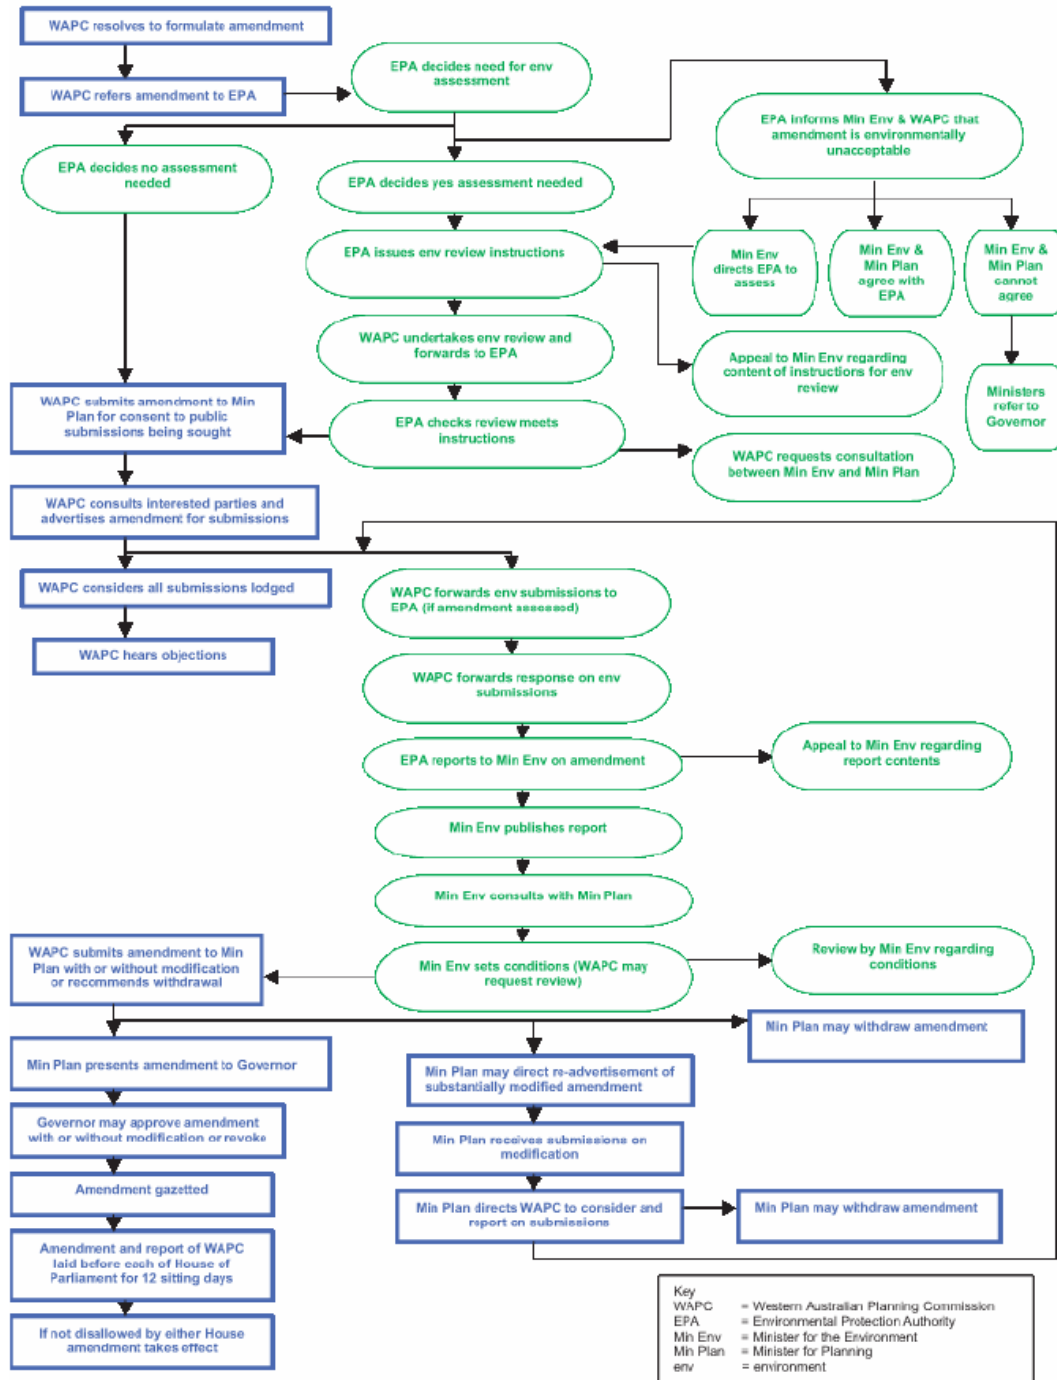 WAPC resolves to formulate amendment
WAPC refers amendment to EPA
EPA decides need for env
assessment
EPA informs Min Env & WAPC that
amendment is environmentally
unacceptable
EPA decides no assessment
needed
EPA decides yes assessment needed
EPA issues env review instructions
Min Env
directs EPA to
assess
Min Env &
Min Plan
agree with
EPA
Min Env &
Min Plan
cannot
agree
WAPC undertakes env review and
forwards to EPA
Appeal to Min Env regarding
content of instructions for env
review
Ministers
refer to
Governor
WAPC submits amendment to Min
Plan for consent to public
submissions being sought
EPA checks review meets
instructions
WAPC requests consultation
between Min Env and Min Plan
WAPC consults interested parties and
advertises amendment for submissions
WAPC considers all submissions lodged
WAPC forwards env submissions to
EPA (if amendment assessed)
WAPC hears objections
WAPC forwards response on env
submissions
EPA reports to Min Env on amendment
Appeal to Min Env regarding
report contents
Min Env publishes report
Min Env consults with Min Plan
WAPC submits amendment to Min
Plan with or without modification
or recommends withdrawal
Min Env sets conditions (WAPC may
request review)
Review by Min Env regarding
conditions
Min Plan may withdraw amendment
Min Plan presents amendment to Governor
Min Plan may direct re-advertisement of
substantially modified amendment
Governor may approve amendment
with or without modification or revoke
Min Plan receives submissions on
modification
Amendment gazetted
Min Plan directs WAPC to consider and
report on submissions
Min Plan may withdraw amendment
Amendment and report of WAPC
laid before each of House of
Parliament for 12 sitting days
If not disallowed by either House
amendment takes effect
Key
WAPC = Western Australian Planning Commission
EPA = Environmental Protection Authority
Min Env = Minister for the Environment
Min Plan = Minister for Planning
env = environment